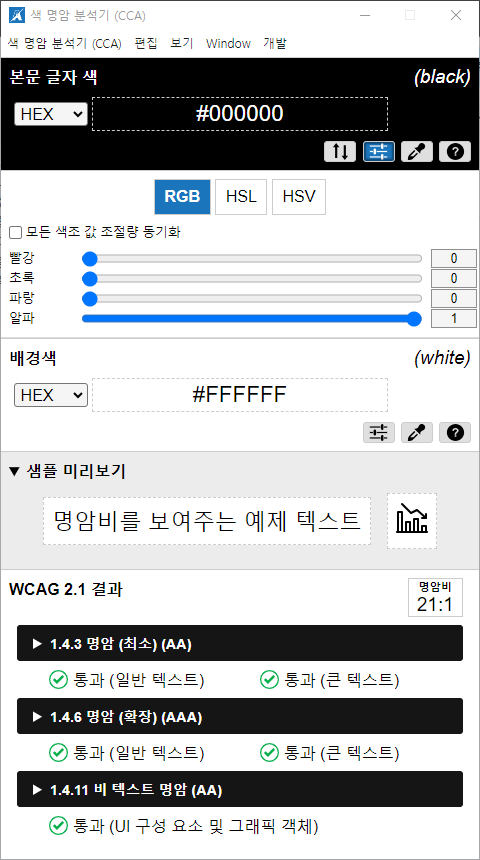 색 명암 분석기 (CCA)
색 명암 분석기 (CCA) 편집 보기 Window 개발
본문 글자 색 (black)
HEX #000000
RGB HSL HSV
모든 색조 값 조절량 동기화
빨강 0
초록 0
파랑 0
알파 1
배경색 (white)
HEX #FFFFFF
▼ 샘플 미리보기
명암비를 보여주는 예제 텍스트
WCAG 2.1 결과
명암비
21:1
▶ 1.4.3 명암 (최소) (AA)
통과 (일반 텍스트) 통과 (큰 텍스트)
▶ 1.4.6 명암 (확장) (AAA)
통과 (일반 텍스트) 통과 (큰 텍스트)
▶ 1.4.11 비 텍스트 명암 (AA)
통과 (UI 구성 요소 및 그래픽 객체)